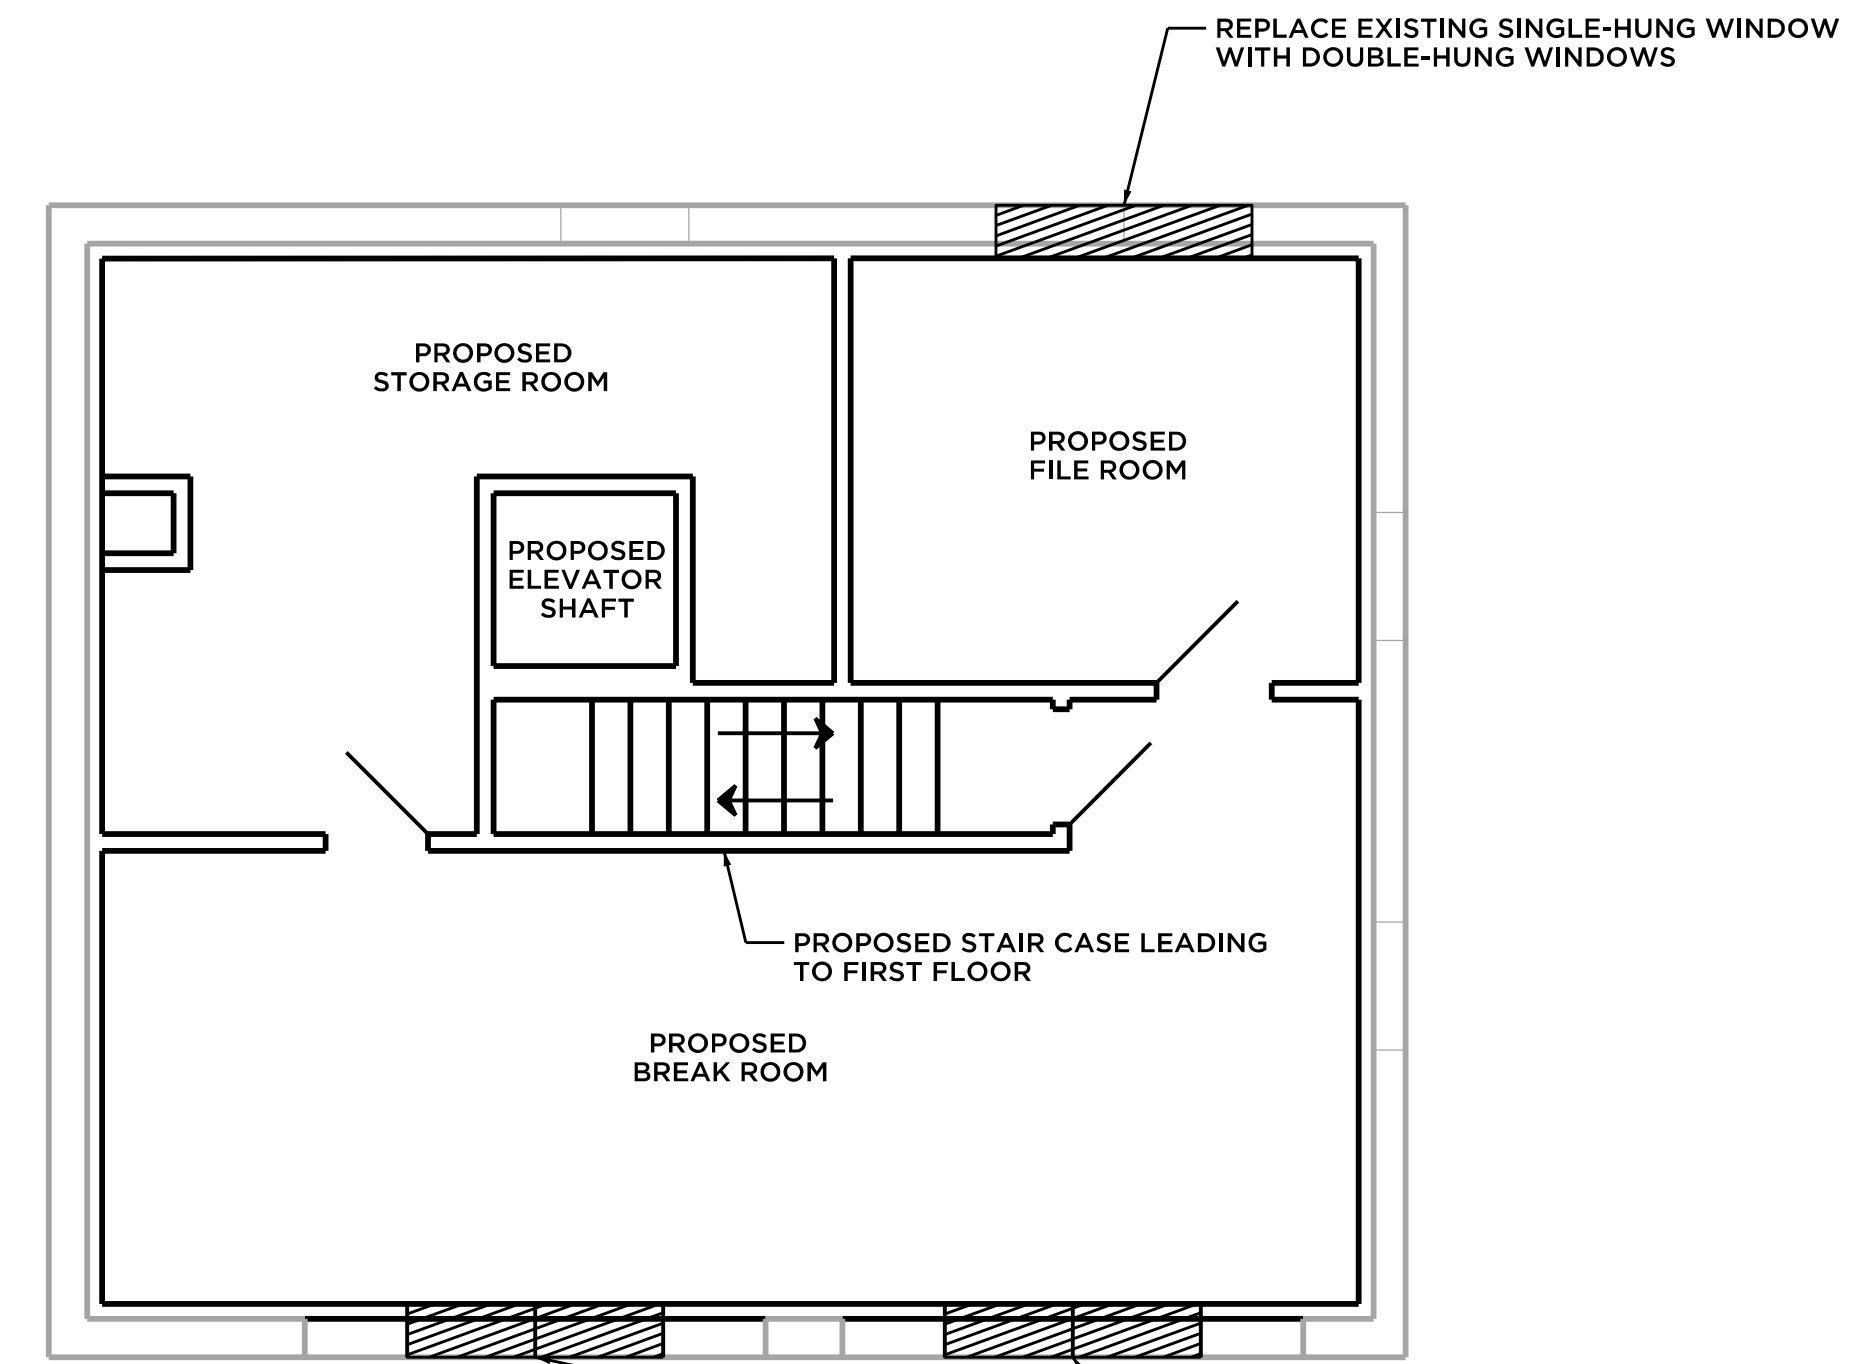 REPLACE EXISTING SINGLE-HUNG WINDOW
WITH DOUBLE-HUNG WINDOWS
PROPOSED
STORAGE ROOM
PROPOSED
FILE ROOM
PROPOSED
ELEVATOR
SHAFT
PROPOSED STAIR CASE LEADING
TO FIRST FLOOR
PROPOSED
BREAK ROOM